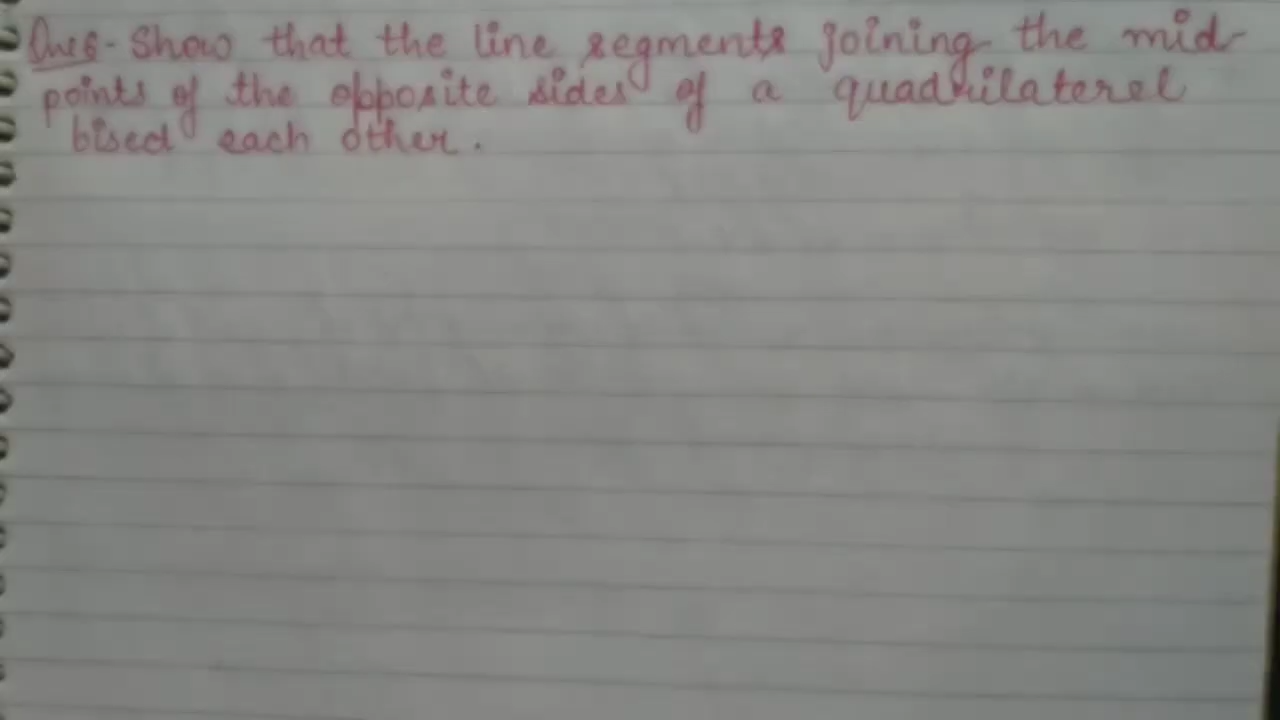 Ques- Show that the line segments joining the mid-
points of the opposite sides of a quadrilateral
bisect each other.